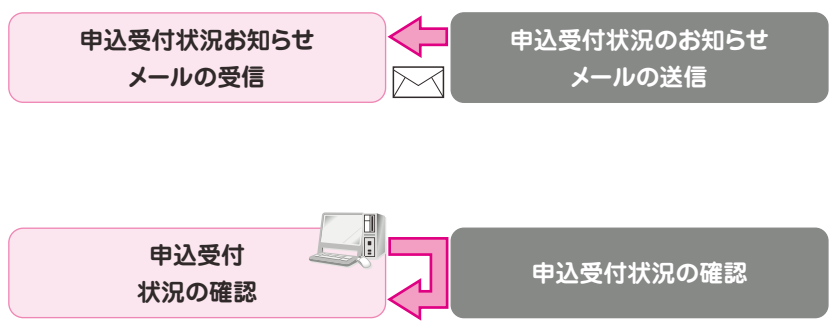 申込受付状況お知らせ
メールの受信
申込受付状況のお知らせ
メールの送信
申込受付
状況の確認
申込受付状況の確認